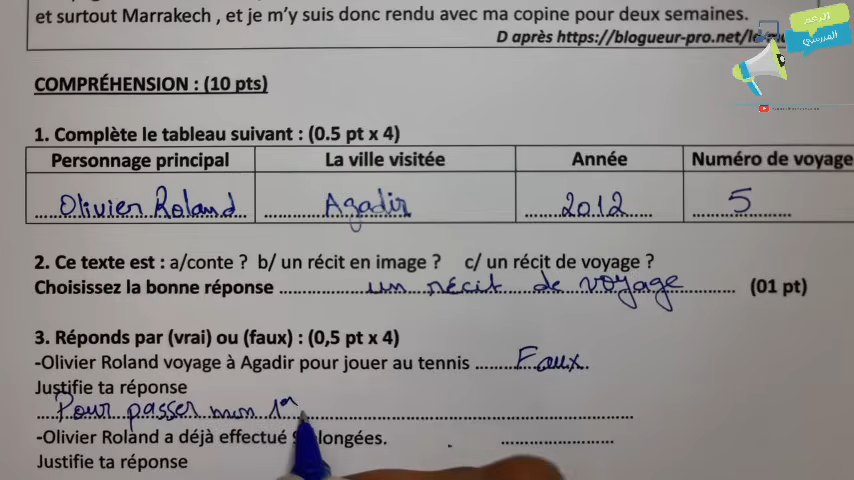 et surtout Marrakech , et je m'y suis donc rendu avec ma copine pour deux semaines.
D après https://blogueur-pro.net/le
COMPRÉHENSION : (10 pts)
1. Complète le tableau suivant : (0.5 pt x 4)
Personnage principal La ville visitée Année Numéro de voyage
Olivier Roland Agadir 2012 5
2. Ce texte est : a/conte ? b/ un récit en image ? c/ un récit de voyage ?
Choisissez la bonne réponse un récit de voyage (01 pt)
3. Réponds par (vrai) ou (faux) : (0,5 pt x 4)
-Olivier Roland voyage à Agadir pour jouer au tennis Faux
Justifie ta réponse
Pour passer mon 1er
-Olivier Roland a déjà effectué longées.
Justifie ta réponse